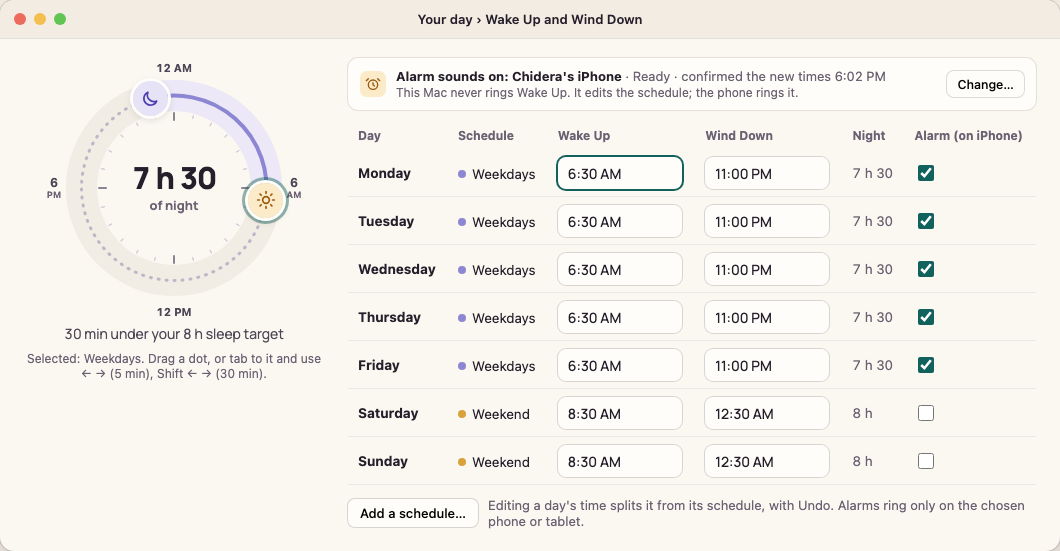 Your day › Wake Up and Wind Down
12 AM
6 PM
6 AM
7 h 30
of night
12 PM
30 min under your 8 h sleep target
Selected: Weekdays. Drag a dot, or tab to it and use
← → (5 min), Shift ← → (30 min).
Alarm sounds on: Chidera's iPhone · Ready · confirmed the new times 6:02 PM
This Mac never rings Wake Up. It edits the schedule; the phone rings it.
Change...
Day Schedule Wake Up Wind Down Night Alarm (on iPhone)
Monday Weekdays 6:30 AM 11:00 PM 7 h 30
Tuesday Weekdays 6:30 AM 11:00 PM 7 h 30
Wednesday Weekdays 6:30 AM 11:00 PM 7 h 30
Thursday Weekdays 6:30 AM 11:00 PM 7 h 30
Friday Weekdays 6:30 AM 11:00 PM 7 h 30
Saturday Weekend 8:30 AM 12:30 AM 8 h
Sunday Weekend 8:30 AM 12:30 AM 8 h
Add a schedule...
Editing a day's time splits it from its schedule, with Undo. Alarms ring only on the chosen
phone or tablet.